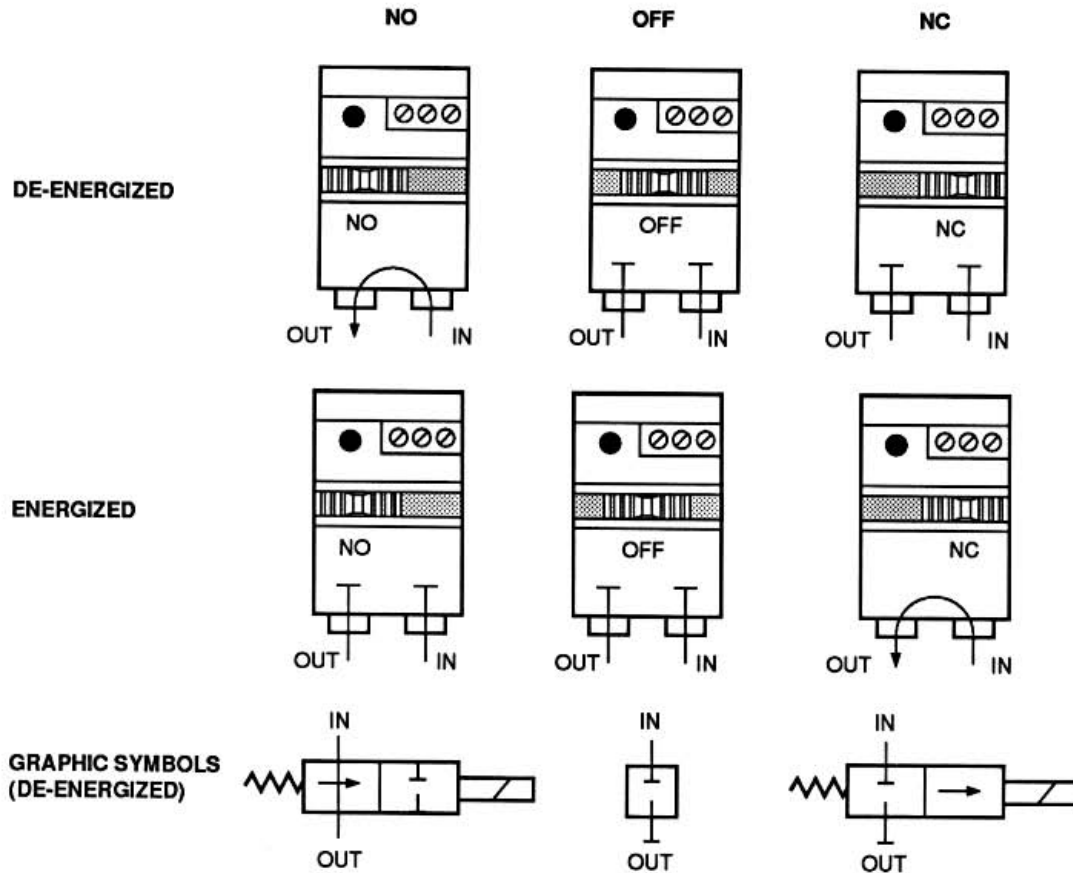 NO OFF NC
DE-ENERGIZED
NO OFF NC
OUT IN OUT IN OUT IN
ENERGIZED
NO OFF NC
OUT IN OUT IN OUT IN
IN IN IN
GRAPHIC SYMBOLS
(DE-ENERGIZED)
OUT OUT OUT